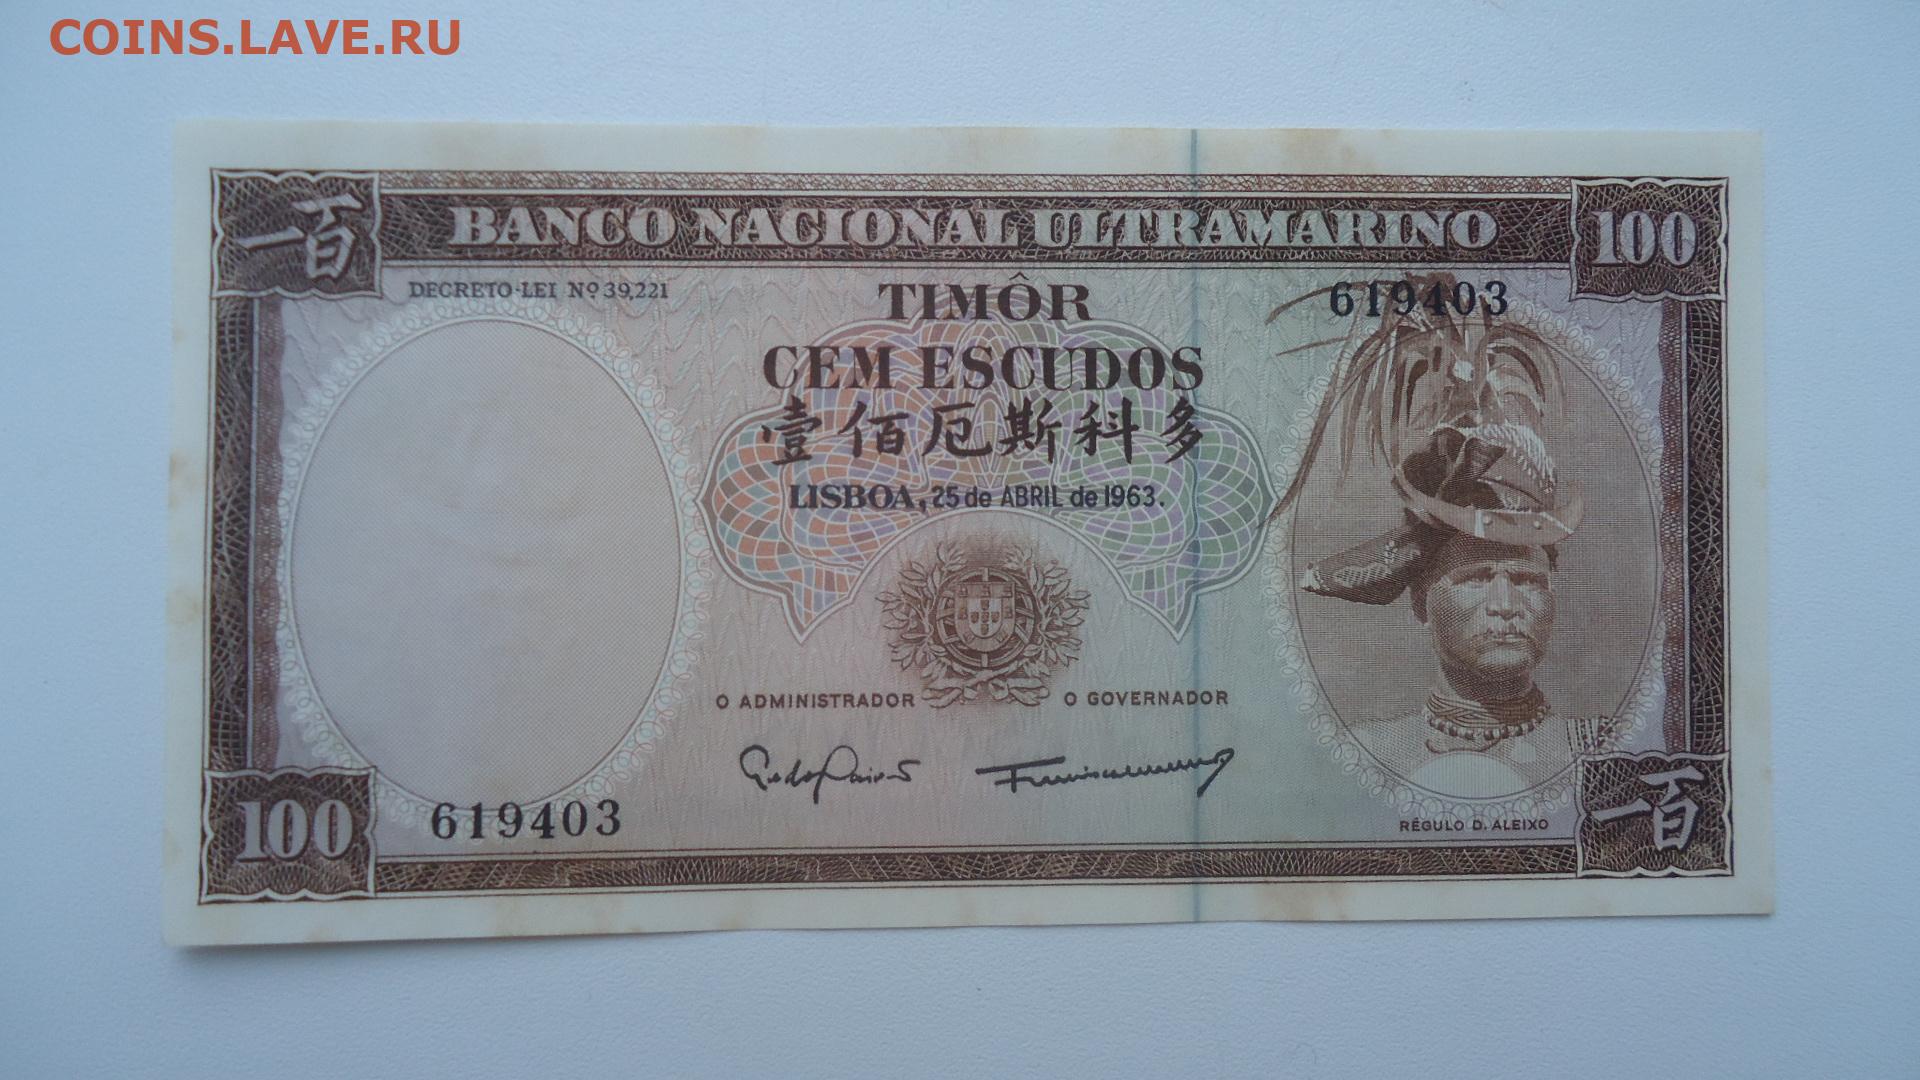 COINS.LAVE.RU
一百 BANCO NACIONAL ULTRAMARINO 100
DECRETO-LEI Nº 39,221
TIMÔR
619403
CEM ESCUDOS
壹佰厄斯科多
LISBOA, 25 de ABRIL de 1963.
O ADMINISTRADOR O GOVERNADOR
100
619403
RÉGULO D. ALEIXO
一百